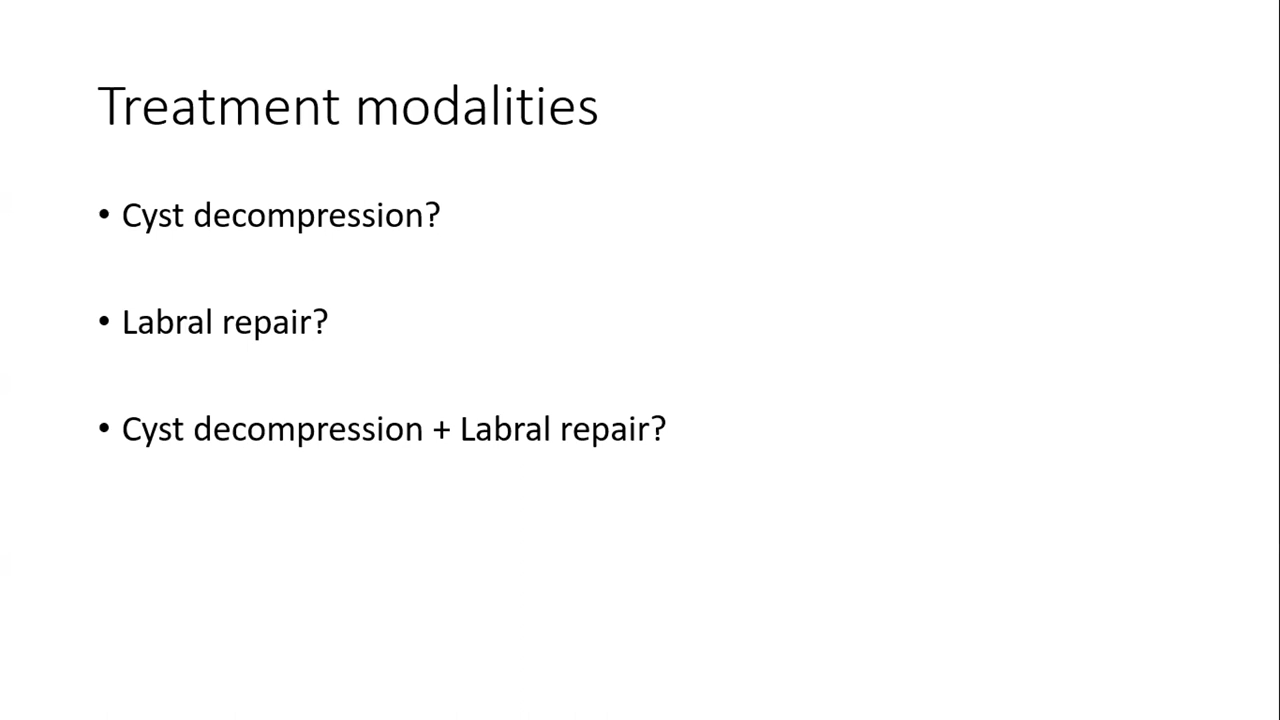 Treatment modalities
• Cyst decompression?
• Labral repair?
• Cyst decompression + Labral repair?